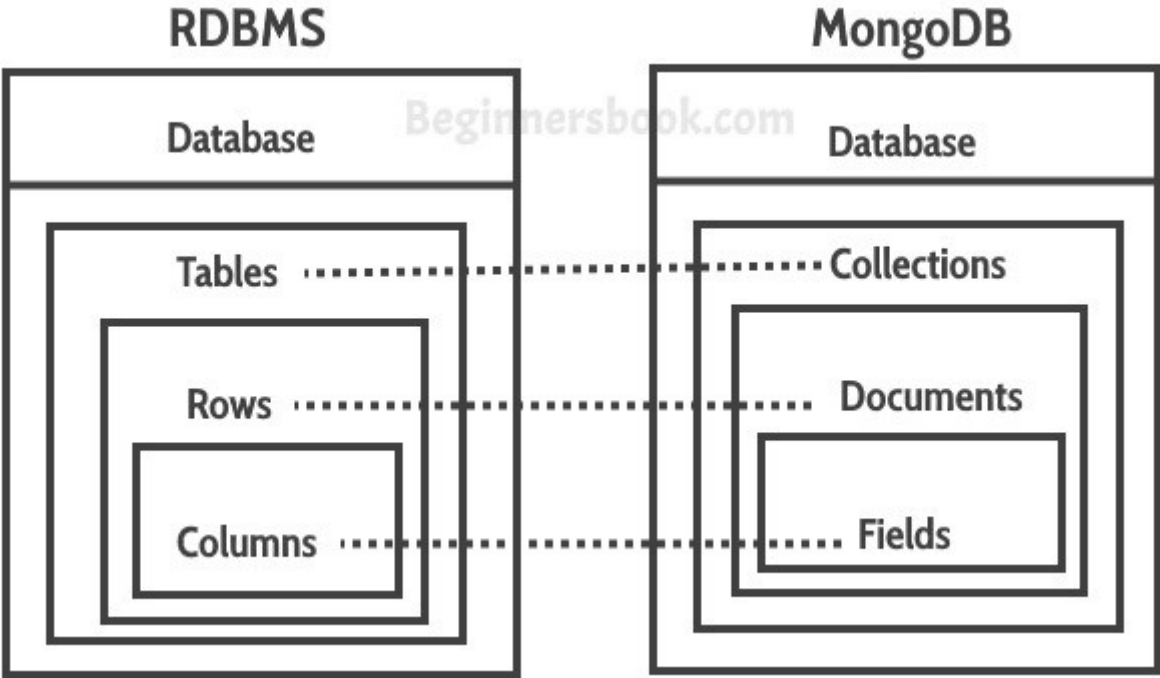 RDBMS
MongoDB
Beginnersbook.com
Database
Database
Tables
Collections
Rows
Documents
Columns
Fields